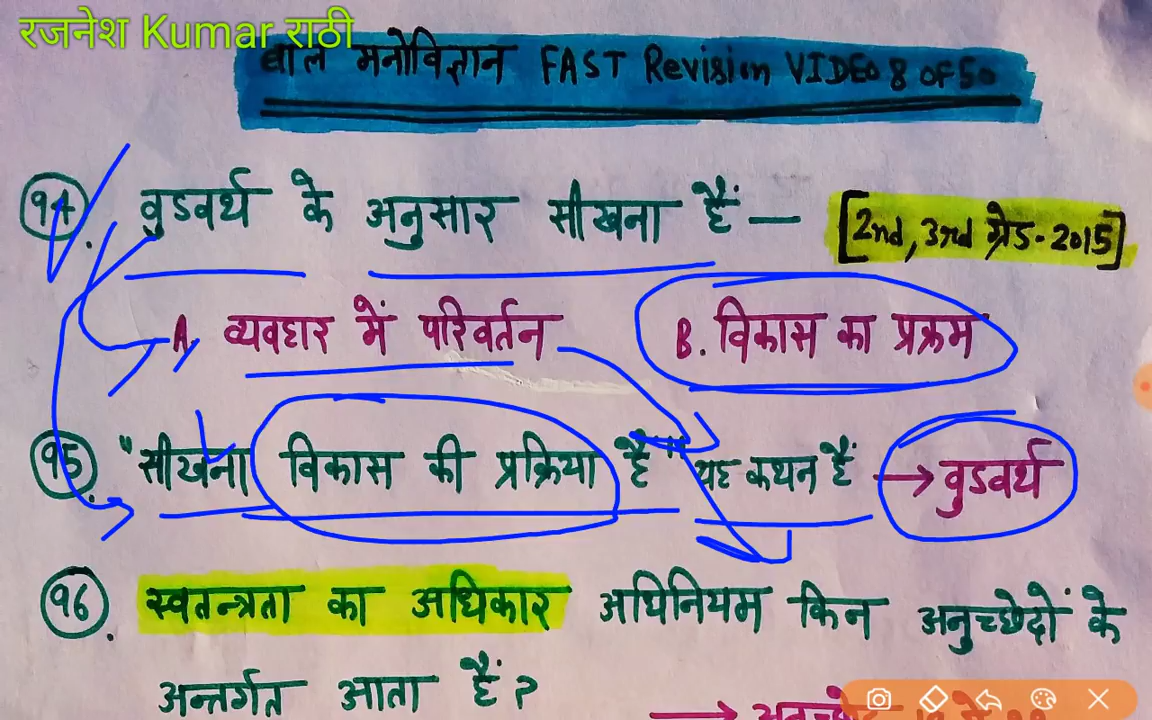 रजनेश Kumar राठी
बाल मनोविज्ञान FAST Revision VIDEO 8 OF 50
94. वुडवर्थ के अनुसार सीखना हैं — [2nd, 3rd ग्रेड-2015]
A. व्यवहार में परिवर्तन B. विकास का प्रक्रम
95. "सीखना विकास की प्रक्रिया है" यह कथन हैं → वुडवर्थ
96. स्वतन्त्रता का अधिकार अधिनियम किन अनुच्छेदों के
अन्तर्गत आता हैं ?